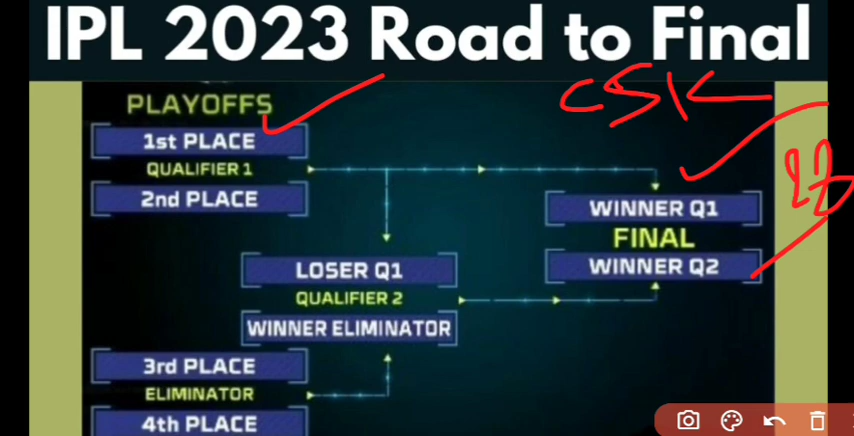 IPL 2023 Road to Final
PLAYOFFS
CSK
1st PLACE
QUALIFIER 1
2nd PLACE
WINNER Q1
FINAL
WINNER Q2
LOSER Q1
QUALIFIER 2
WINNER ELIMINATOR
3rd PLACE
ELIMINATOR
4th PLACE